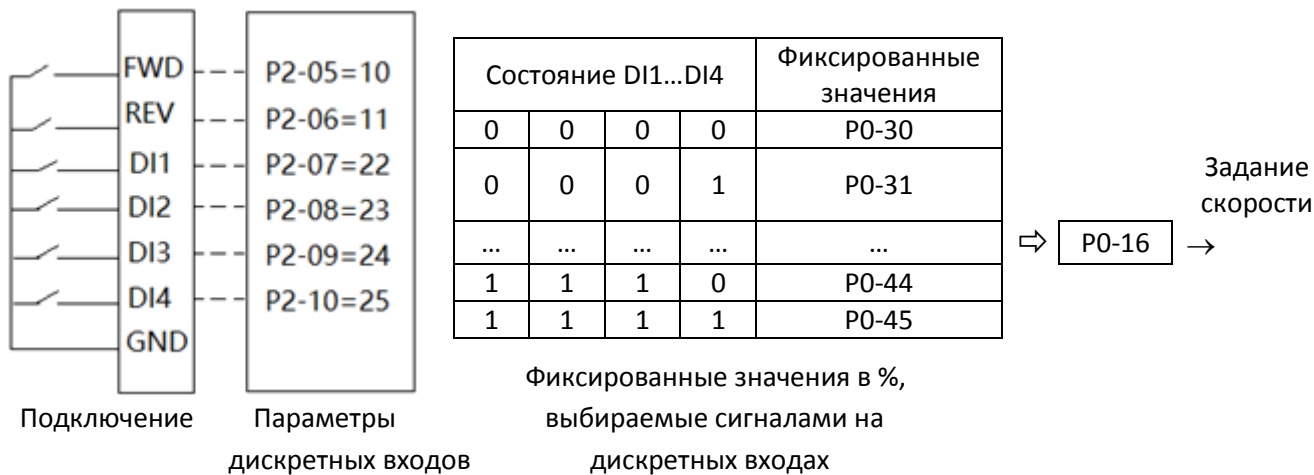 FWD
REV
DI1
DI2
DI3
DI4
GND
P2-05=10
P2-06=11
P2-07=22
P2-08=23
P2-09=24
P2-10=25
Состояние DI1...DI4 Фиксированные
значения
0 0 0 0 P0-30
0 0 0 1 P0-31
... ... ... ... ...
1 1 1 0 P0-44
1 1 1 1 P0-45
⇨ P0-16 →
Задание
скорости
Фиксированные значения в %,
выбираемые сигналами на
дискретных входах
Подключение
Параметры
дискретных входов